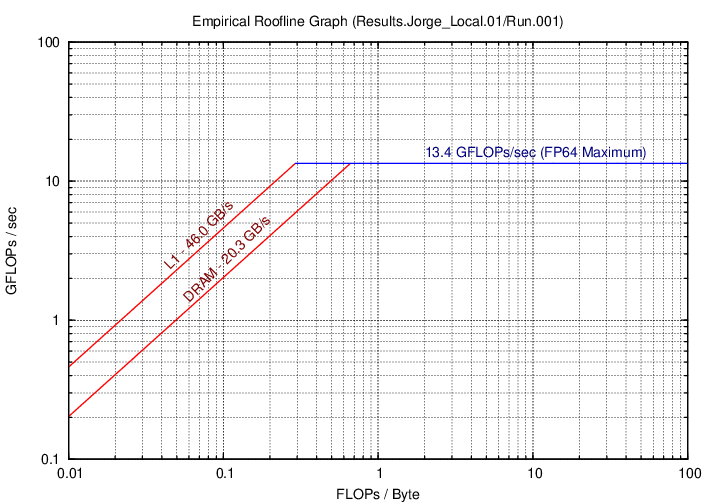 Empirical Roofline Graph (Results.Jorge_Local.01/Run.001)
100
10
1
0.1
GFLOPs / sec
13.4 GFLOPs/sec (FP64 Maximum)
L1 - 46.0 GB/s
DRAM - 20.3 GB/s
0.01
0.1
1
10
100
FLOPs / Byte